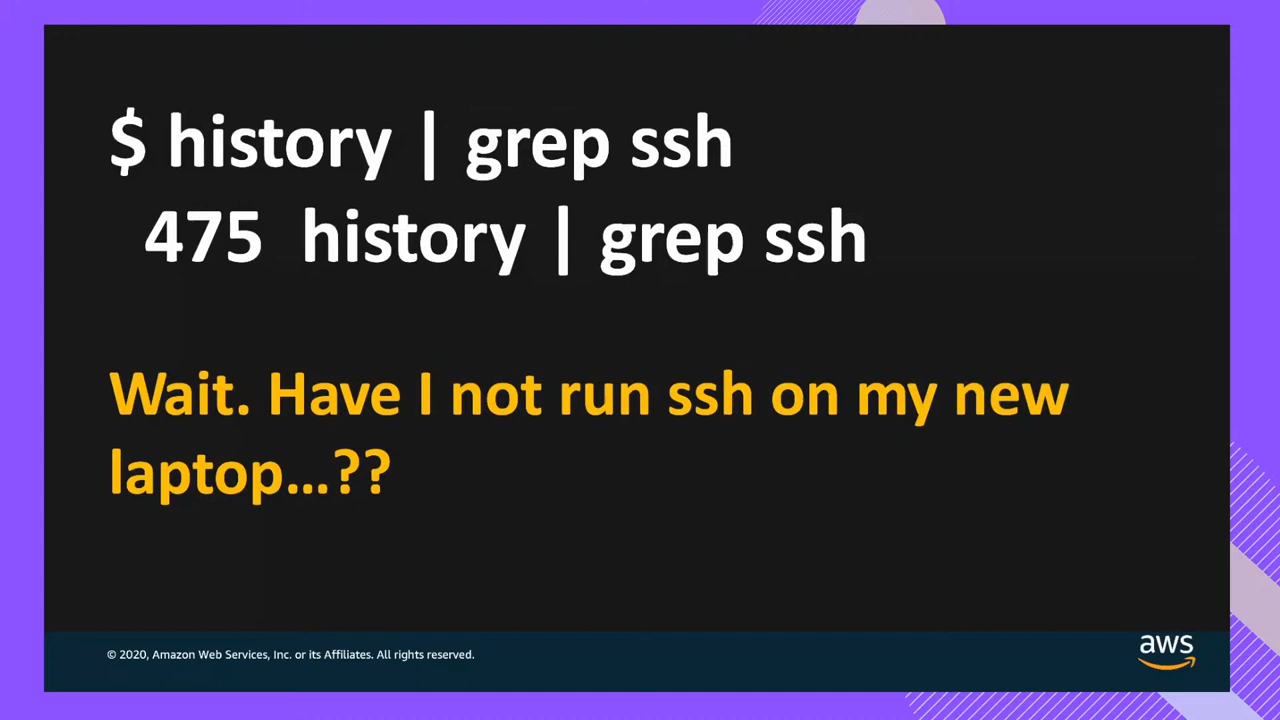 $ history | grep ssh
475 history | grep ssh
Wait. Have I not run ssh on my new
laptop…??
© 2020, Amazon Web Services, Inc. or its Affiliates. All rights reserved.
aws